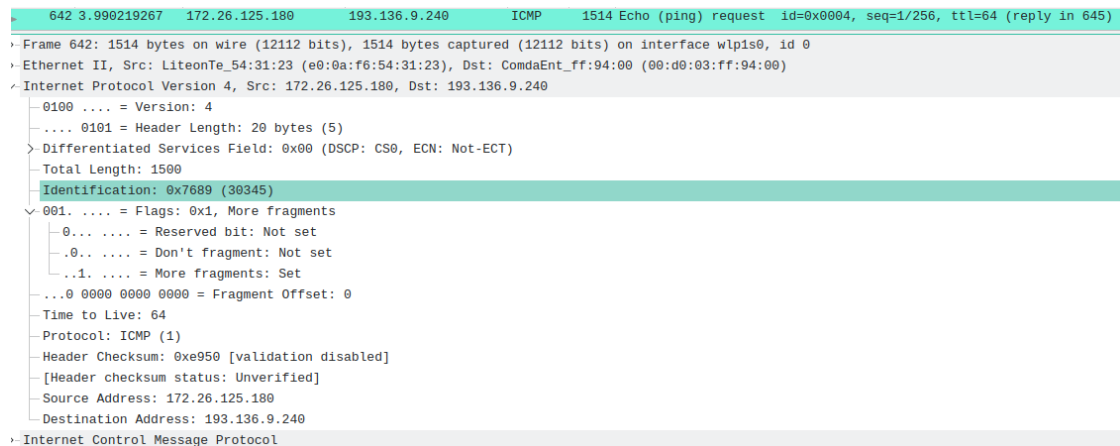 642 3.990219267 172.26.125.180 193.136.9.240 ICMP 1514 Echo (ping) request id=0x0004, seq=1/256, ttl=64 (reply in 645)
Frame 642: 1514 bytes on wire (12112 bits), 1514 bytes captured (12112 bits) on interface wlp1s0, id 0
Ethernet II, Src: LiteonTe_54:31:23 (e0:0a:f6:54:31:23), Dst: ComdaEnt_ff:94:00 (00:d0:03:ff:94:00)
Internet Protocol Version 4, Src: 172.26.125.180, Dst: 193.136.9.240
0100 .... = Version: 4
.... 0101 = Header Length: 20 bytes (5)
Differentiated Services Field: 0x00 (DSCP: CS0, ECN: Not-ECT)
Total Length: 1500
Identification: 0x7689 (30345)
001. .... = Flags: 0x1, More fragments
0... .... = Reserved bit: Not set
.0.. .... = Don't fragment: Not set
..1. .... = More fragments: Set
...0 0000 0000 0000 = Fragment Offset: 0
Time to Live: 64
Protocol: ICMP (1)
Header Checksum: 0xe950 [validation disabled]
[Header checksum status: Unverified]
Source Address: 172.26.125.180
Destination Address: 193.136.9.240
Internet Control Message Protocol